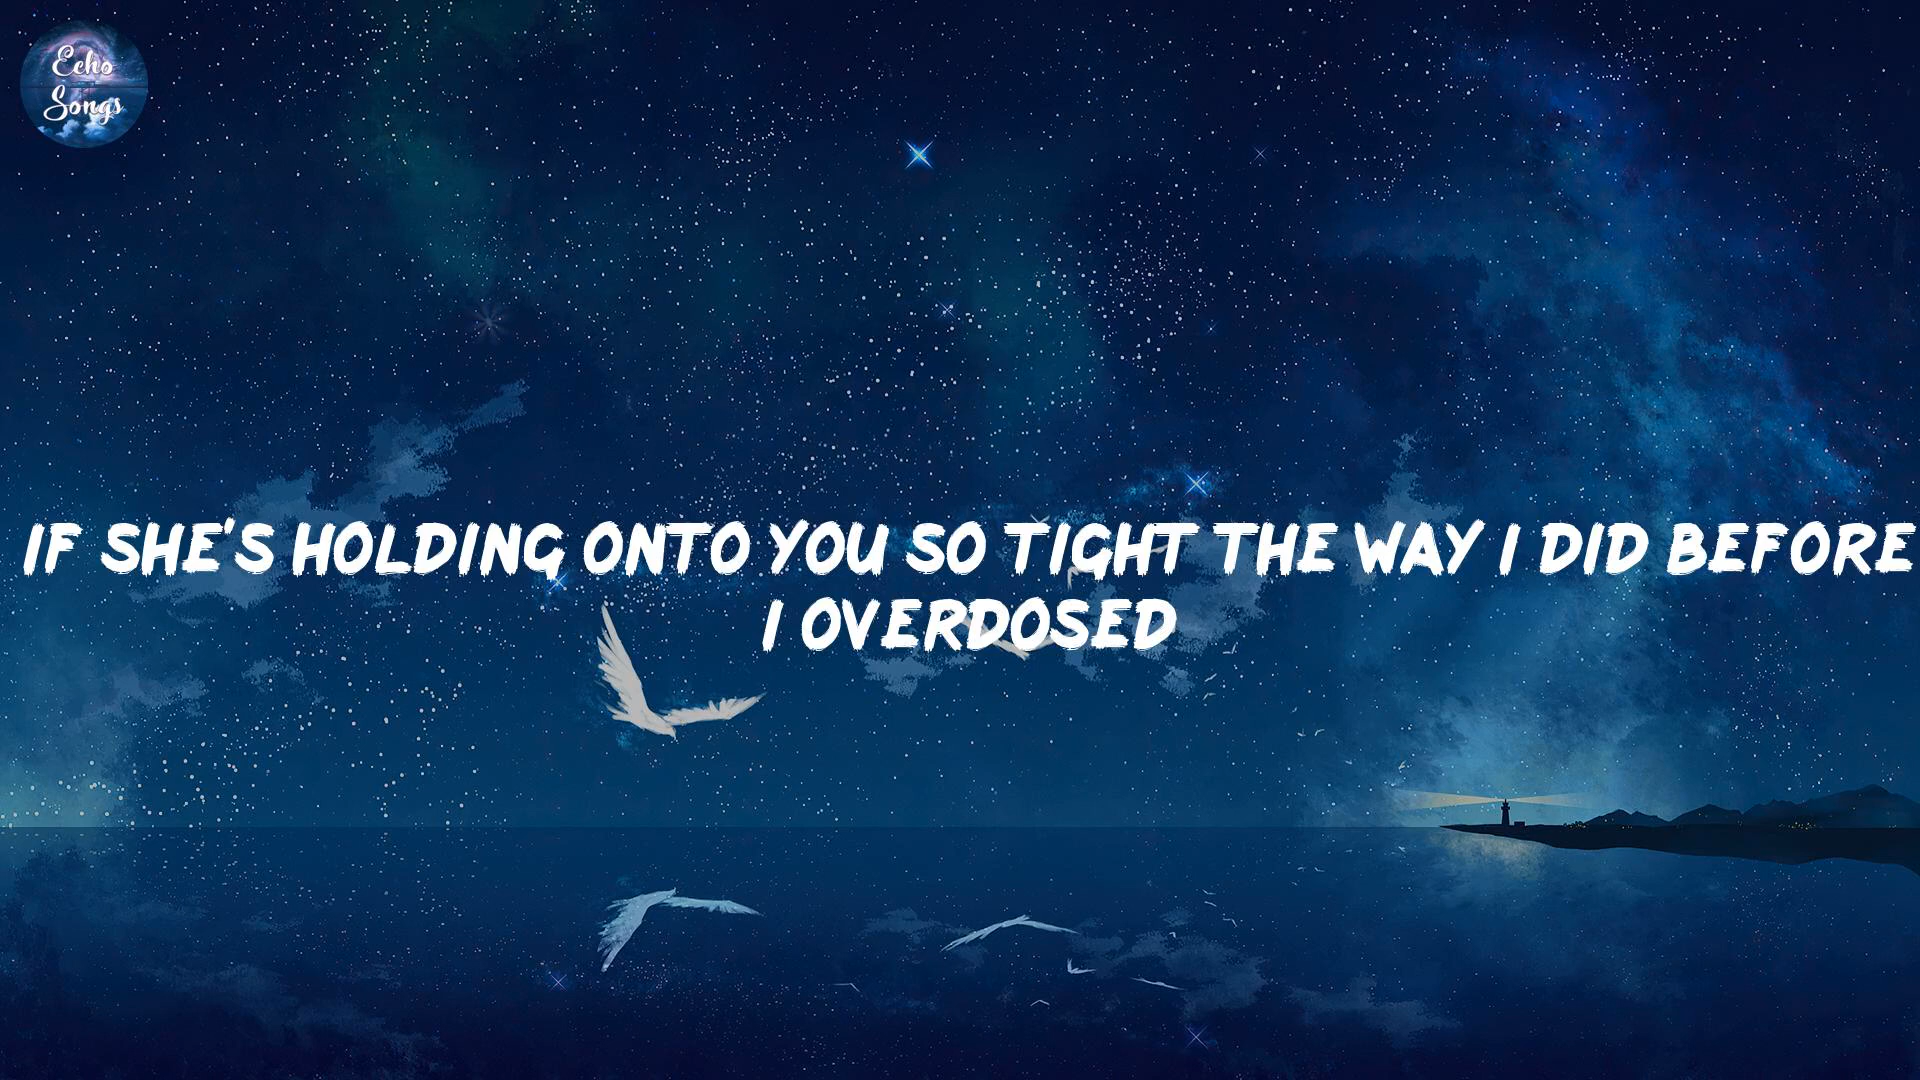 Echo
Songs
IF SHE'S HOLDING ONTO YOU SO TIGHT THE WAY I DID BEFORE
I OVERDOSED